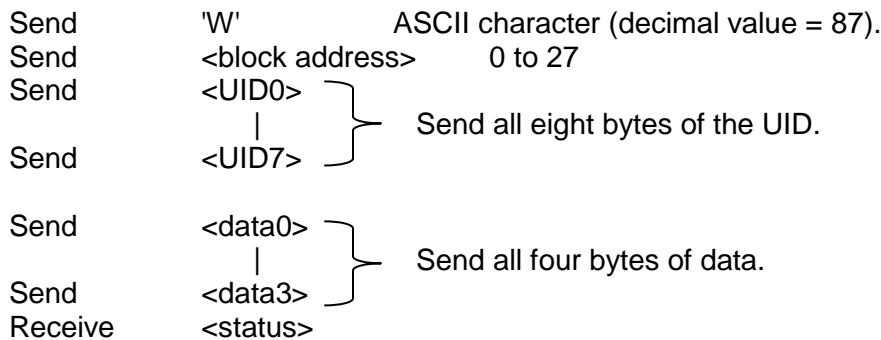 Send 'W' ASCII character (decimal value = 87).
Send <block address> 0 to 27
Send <UID0>
| Send all eight bytes of the UID.
Send <UID7>
Send <data0>
| Send all four bytes of data.
Send <data3>
Receive <status>